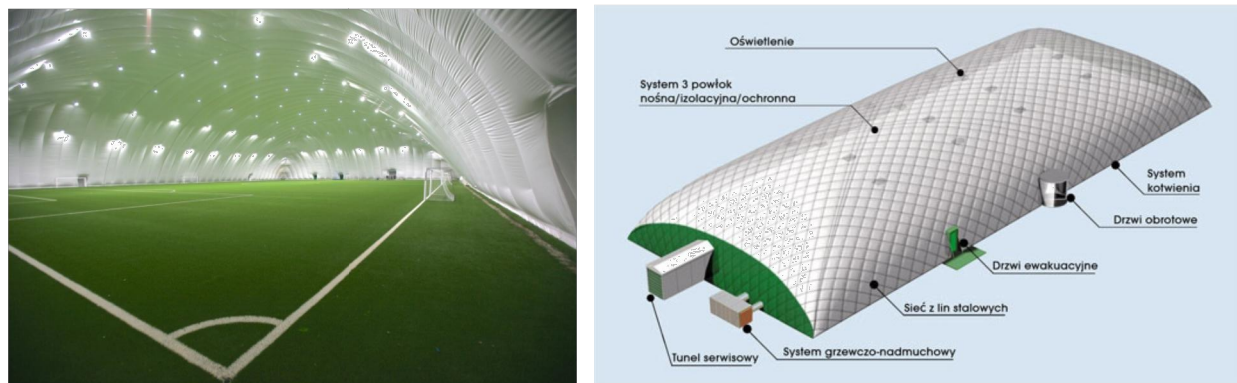 Oświetlenie
System 3 powłok
nośna/izolacyjna/ochronna
System
kotwienia
Drzwi obrotowe
Drzwi ewakuacyjne
Sieć z lin stalowych
System grzewczo-nadmuchowy
Tunel serwisowy